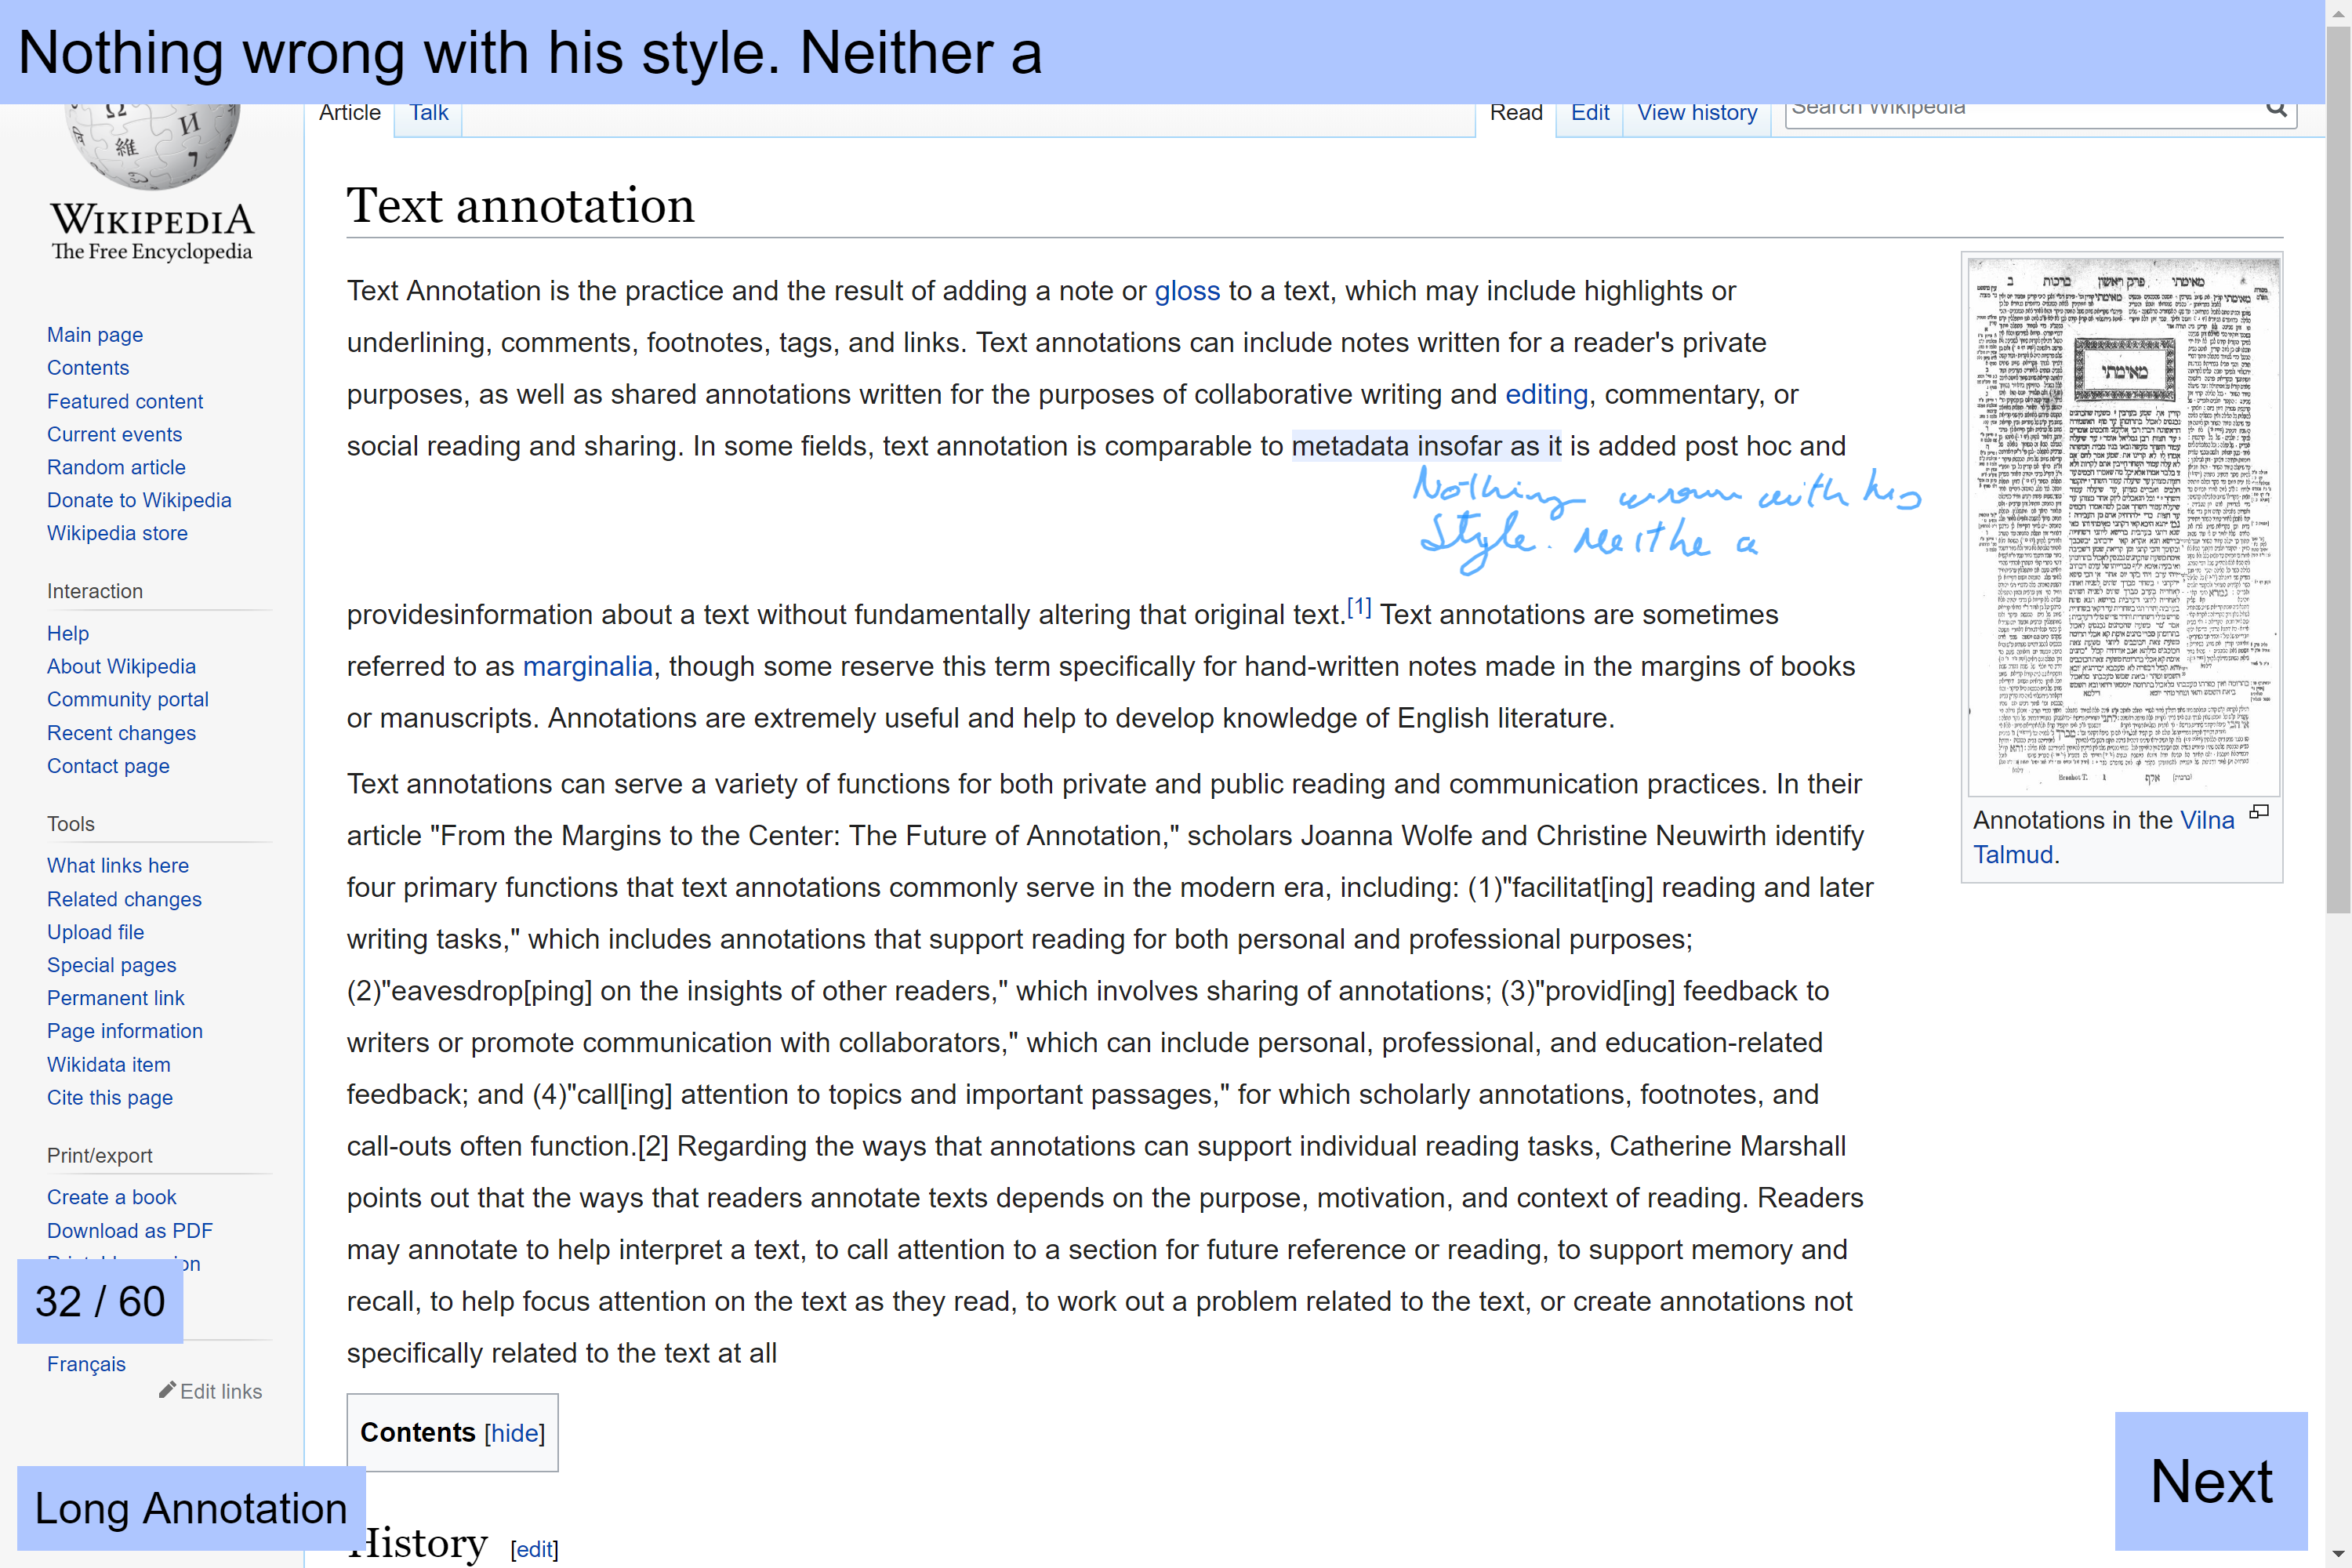 Nothing wrong with his style. Neither a
Article
Talk
Read
Edit
View history
Search Wikipedia
WIKIPEDIA
The Free Encyclopedia
Main page
Contents
Featured content
Current events
Random article
Donate to Wikipedia
Wikipedia store
Interaction
Help
About Wikipedia
Community portal
Recent changes
Contact page
Tools
What links here
Related changes
Upload file
Special pages
Permanent link
Page information
Wikidata item
Cite this page
Print/export
Create a book
Download as PDF
32 / 60
Français
Edit links
Long Annotation
Text annotation
Text Annotation is the practice and the result of adding a note or gloss to a text, which may include highlights or
underlining, comments, footnotes, tags, and links. Text annotations can include notes written for a reader's private
purposes, as well as shared annotations written for the purposes of collaborative writing and editing, commentary, or
social reading and sharing. In some fields, text annotation is comparable to metadata insofar as it is added post hoc and
Nothing wrong with his
style. Neithe a
providesinformation about a text without fundamentally altering that original text.[1] Text annotations are sometimes
referred to as marginalia, though some reserve this term specifically for hand-written notes made in the margins of books
or manuscripts. Annotations are extremely useful and help to develop knowledge of English literature.
Text annotations can serve a variety of functions for both private and public reading and communication practices. In their
article "From the Margins to the Center: The Future of Annotation," scholars Joanna Wolfe and Christine Neuwirth identify
four primary functions that text annotations commonly serve in the modern era, including: (1)"facilitat[ing] reading and later
writing tasks," which includes annotations that support reading for both personal and professional purposes;
(2)"eavesdrop[ping] on the insights of other readers," which involves sharing of annotations; (3)"provid[ing] feedback to
writers or promote communication with collaborators," which can include personal, professional, and education-related
feedback; and (4)"call[ing] attention to topics and important passages," for which scholarly annotations, footnotes, and
call-outs often function.[2] Regarding the ways that annotations can support individual reading tasks, Catherine Marshall
points out that the ways that readers annotate texts depends on the purpose, motivation, and context of reading. Readers
may annotate to help interpret a text, to call attention to a section for future reference or reading, to support memory and
recall, to help focus attention on the text as they read, to work out a problem related to the text, or create annotations not
specifically related to the text at all
Contents [hide]
History [edit]
מאימתי פרק ראשון ברכות ב
מאימתי
Annotations in the Vilna
Talmud.
Next